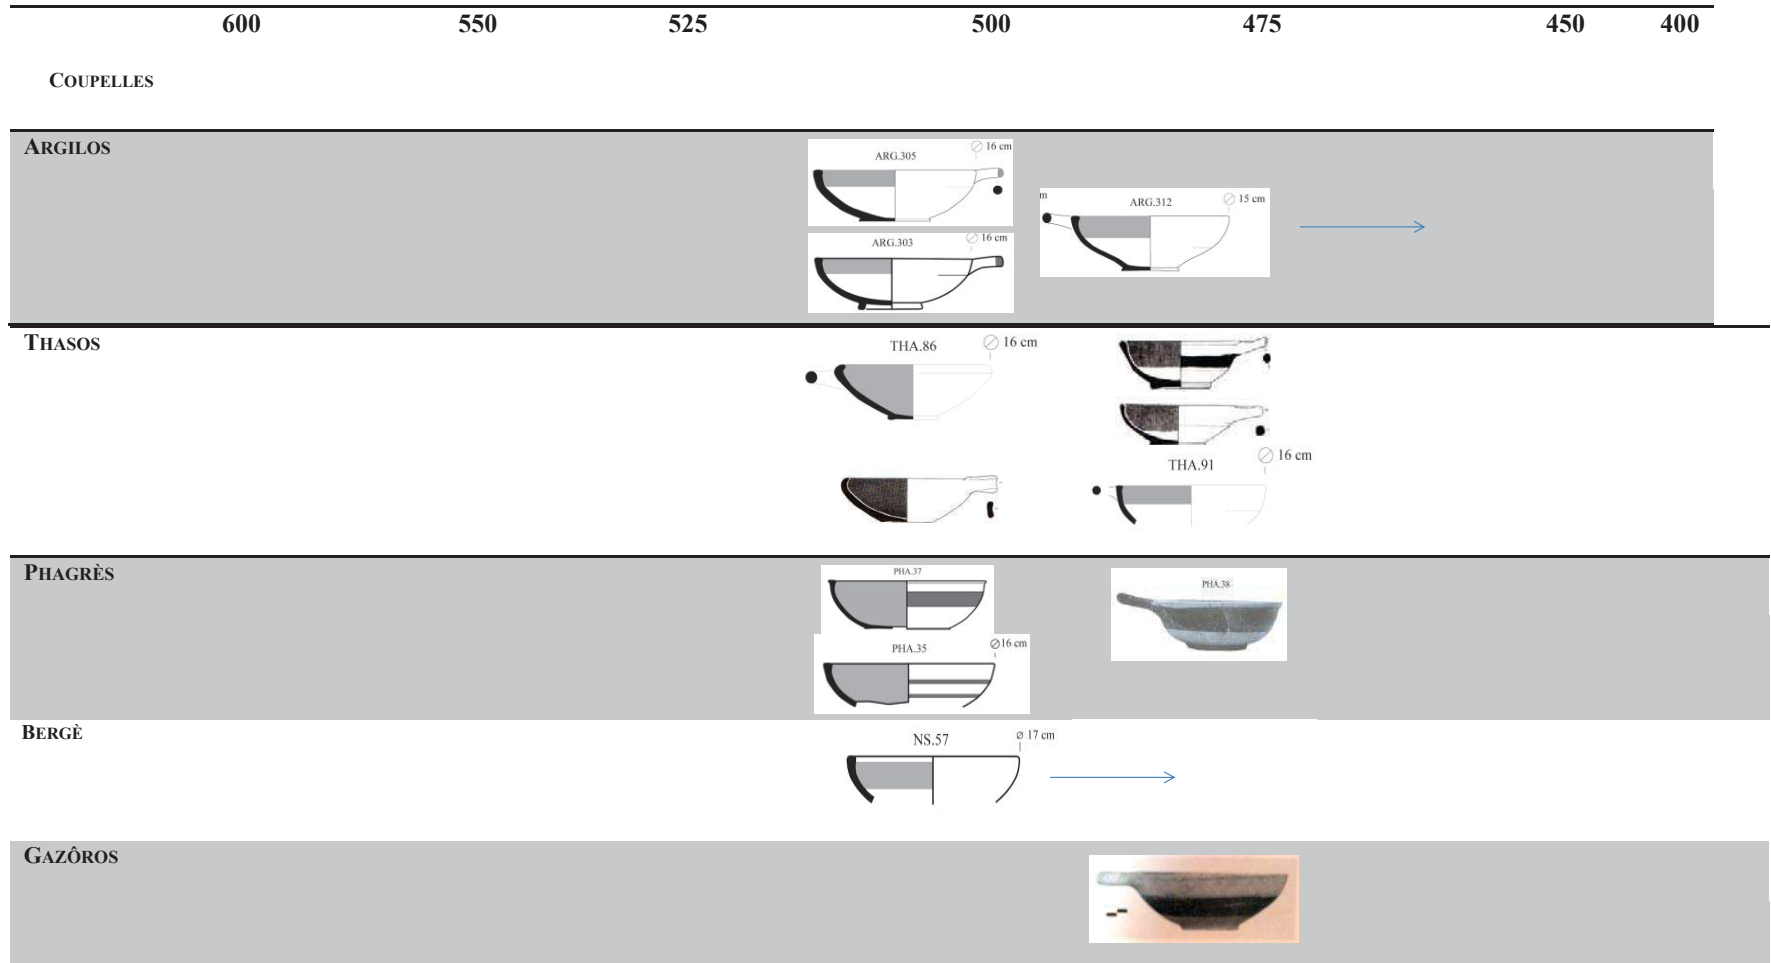 600 550 525 500 475 450 400
COUPELLES
ARGILOS
ARG.305 ∅ 16 cm
m ARG.312 ∅ 15 cm
ARG.303 ∅ 16 cm
THASOS
THA.86 ∅ 16 cm
THA.91 ∅ 16 cm
PHAGRÈS
PHA.37
PHA.38
PHA.35 ∅16 cm
BERGÈ
NS.57 ∅ 17 cm
GAZÔROS